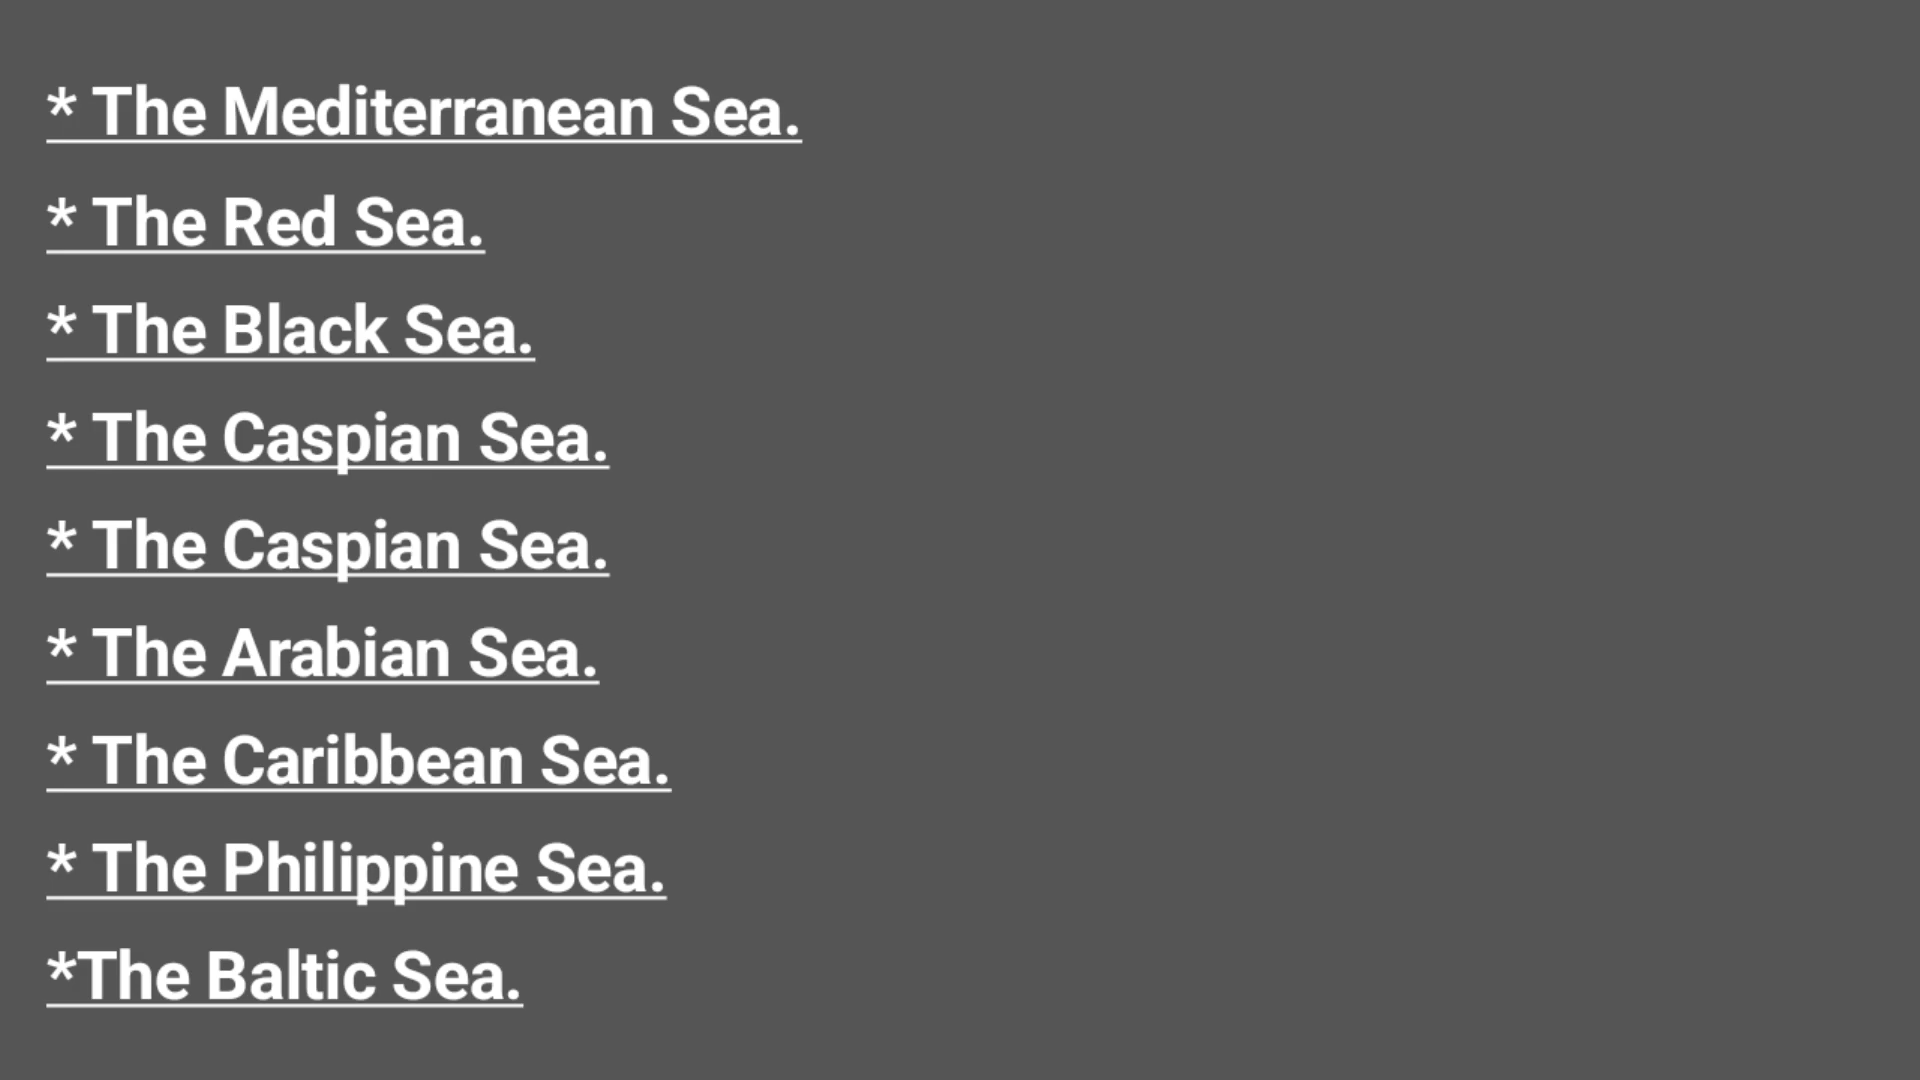 * The Mediterranean Sea.
* The Red Sea.
* The Black Sea.
* The Caspian Sea.
* The Caspian Sea.
* The Arabian Sea.
* The Caribbean Sea.
* The Philippine Sea.
*The Baltic Sea.